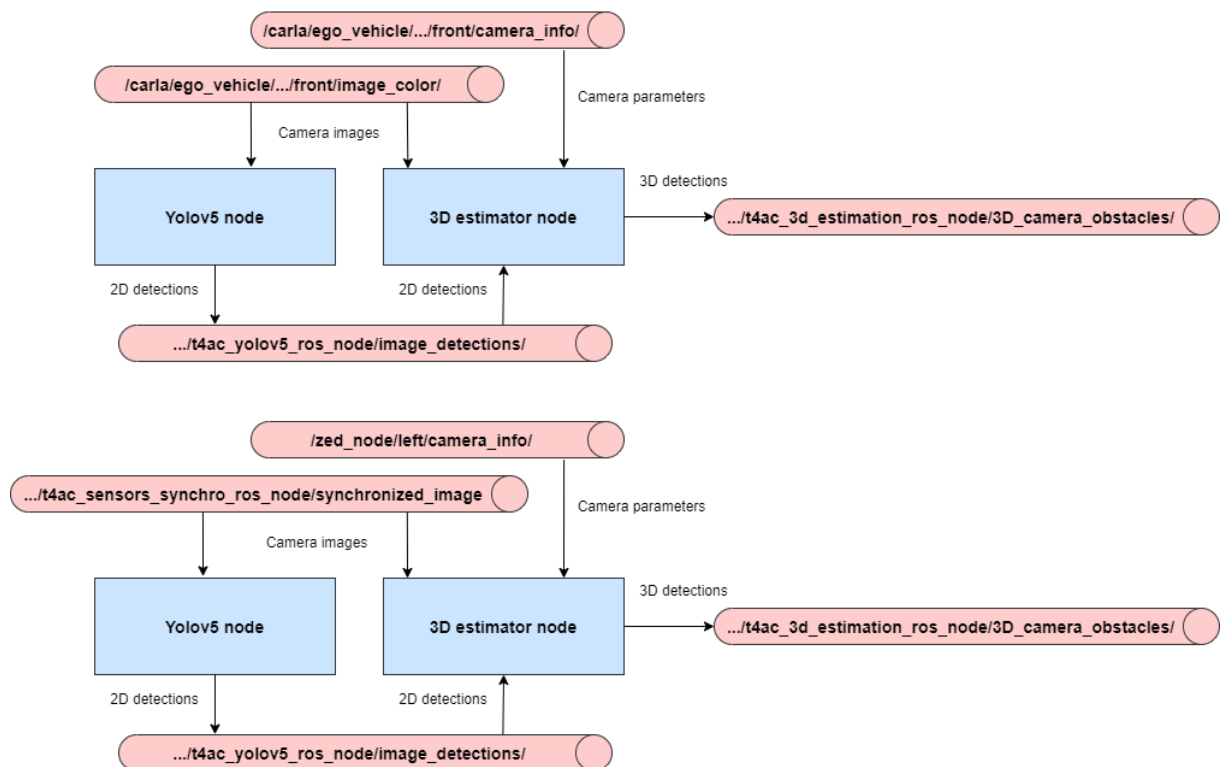 /carla/ego_vehicle/.../front/camera_info/
/carla/ego_vehicle/.../front/image_color/
Camera parameters
Camera images
3D detections
Yolov5 node
3D estimator node
.../t4ac_3d_estimation_ros_node/3D_camera_obstacles/
2D detections
2D detections
.../t4ac_yolov5_ros_node/image_detections/
/zed_node/left/camera_info/
.../t4ac_sensors_synchro_ros_node/synchronized_image
Camera parameters
Camera images
3D detections
Yolov5 node
3D estimator node
.../t4ac_3d_estimation_ros_node/3D_camera_obstacles/
2D detections
2D detections
.../t4ac_yolov5_ros_node/image_detections/